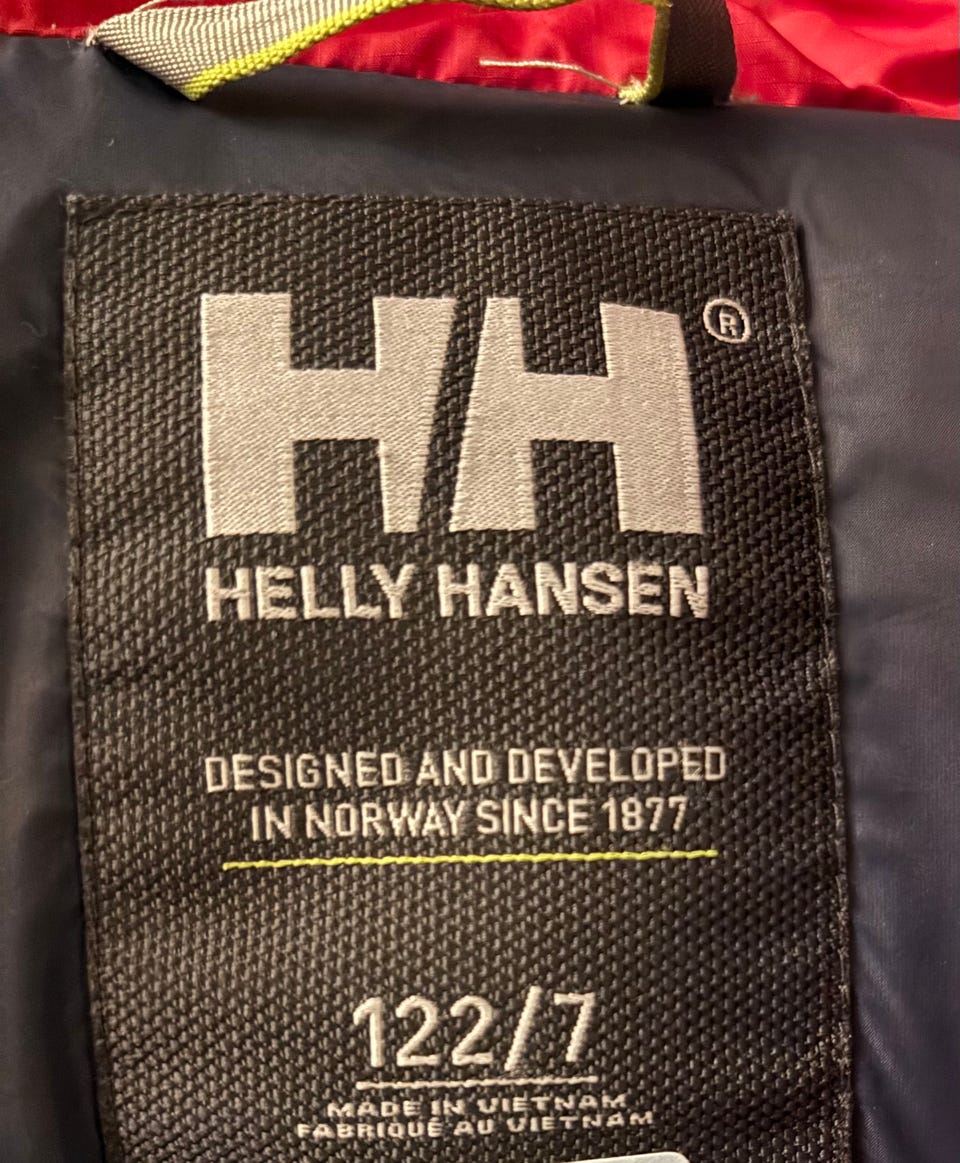 HH®
HELLY HANSEN
DESIGNED AND DEVELOPED
IN NORWAY SINCE 1877
122/7
MADE IN VIETNAM
FABRIQUÉ AU VIETNAM